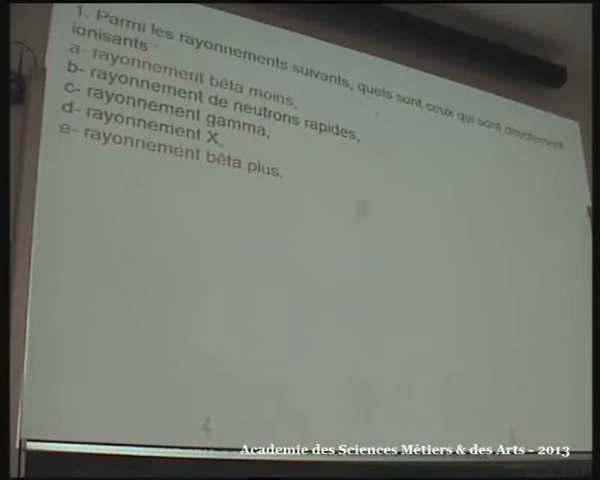 1. Parmi les rayonnements suivants, quels sont ceux qui sont directement
ionisants
a- rayonnement bêta moins,
b- rayonnement de neutrons rapides,
c- rayonnement gamma,
d- rayonnement X,
e- rayonnement bêta plus.
Academie des Sciences Métiers & des Arts - 2013